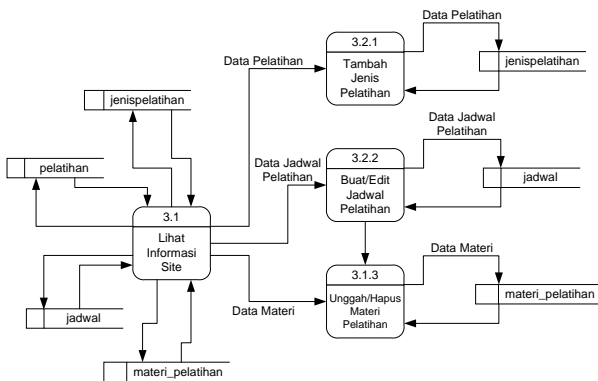 Data Pelatihan
3.2.1
Tambah
Jenis
Pelatihan
jenispelatihan
Data Pelatihan
jenispelatihan
pelatihan
Data Jadwal
Pelatihan
3.2.2
Buat/Edit
Jadwal
Pelatihan
Data Jadwal
Pelatihan
jadwal
3.1
Lihat
Informasi
Site
Data Materi
3.1.3
Unggah/Hapus
Materi
Pelatihan
Data Materi
materi_pelatihan
jadwal
materi_pelatihan